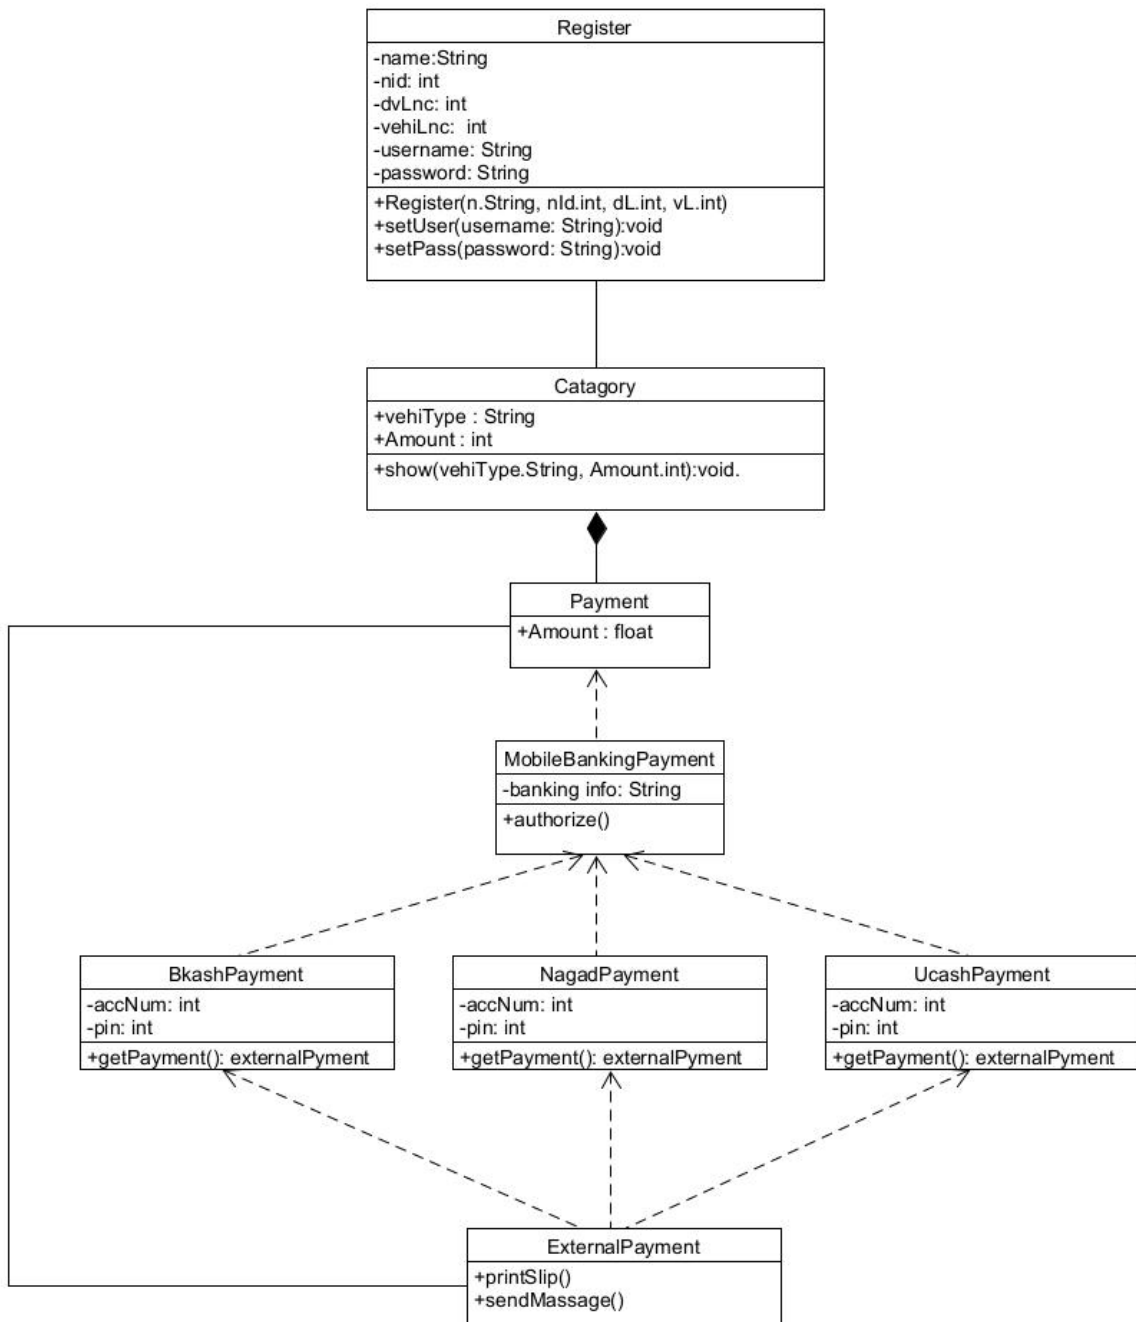 Register
-name:String
-nid: int
-dvLnc: int
-vehiLnc:  int
-username: String
-password: String
+Register(n.String, nId.int, dL.int, vL.int)
+setUser(username: String):void
+setPass(password: String):void
Catagory
+vehiType : String
+Amount : int
+show(vehiType.String, Amount.int):void.
Payment
+Amount : float
MobileBankingPayment
-banking info: String
+authorize()
BkashPayment
-accNum: int
-pin: int
+getPayment(): externalPyment
NagadPayment
-accNum: int
-pin: int
+getPayment(): externalPyment
UcashPayment
-accNum: int
-pin: int
+getPayment(): externalPyment
ExternalPayment
+printSlip()
+sendMassage()